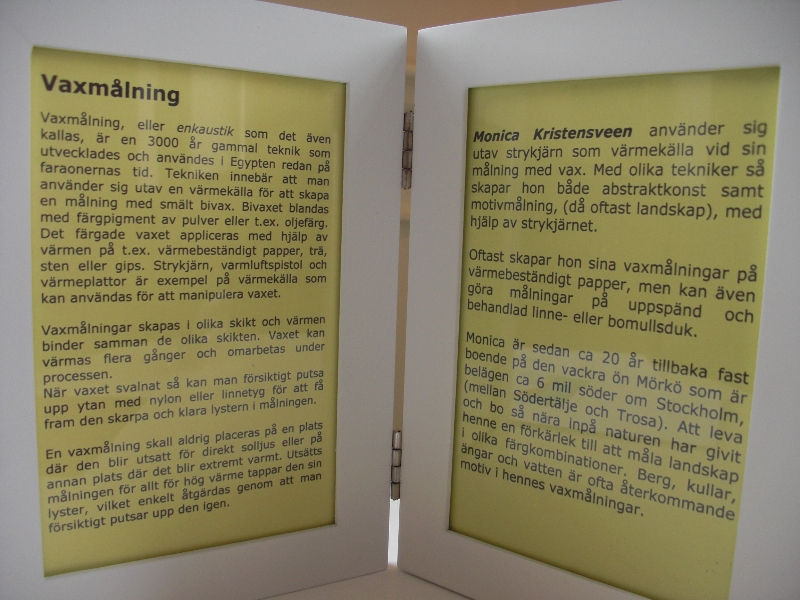 Vaxmålning
Vaxmålning, eller enkaustik som det även
kallas, är en 3000 år gammal teknik som
utvecklades och användes i Egypten redan på
faraonernas tid. Tekniken innebär att man
använder sig utav en värmekälla för att skapa
en målning med smält bivax. Bivaxet blandas
med färgpigment av pulver eller t.ex. oljefärg.
Det färgade vaxet appliceras med hjälp av
värmen på t.ex. värmebeständigt papper, trä,
sten eller gips. Strykjärn, varmluftspistol och
värmeplattor är exempel på värmekälla som
kan användas för att manipulera vaxet.
Vaxmålningar skapas i olika skikt och värmen
binder samman de olika skikten. Vaxet kan
värmas flera gånger och omarbetas under
processen.
När vaxet svalnat så kan man försiktigt putsa
upp ytan med nylon eller linnetyg för att få
fram den skarpa och klara lystern i målningen.
En vaxmålning skall aldrig placeras på en plats
där den blir utsatt för direkt solljus eller på
annan plats där det blir extremt varmt. Utsätts
målningen för allt för hög värme tappar den sin
lyster, vilket enkelt åtgärdas genom att man
försiktigt putsar upp den igen.
Monica Kristensveen använder sig
utav strykjärn som värmekälla vid sin
målning med vax. Med olika tekniker så
skapar hon både abstraktkonst samt
motivmålning, (då oftast landskap), med
hjälp av strykjärnet.
Oftast skapar hon sina vaxmålningar på
värmebeständigt papper, men kan även
göra målningar på uppspänd och
behandlad linne- eller bomullsduk.
Monica är sedan ca 20 år tillbaka fast
boende på den vackra ön Mörkö som är
belägen ca 6 mil söder om Stockholm,
(mellan Södertälje och Trosa). Att leva
och bo så nära inpå naturen har givit
henne en förkärlek till att måla landskap
i olika färgkombinationer. Berg, kullar,
ängar och vatten är ofta återkommande
motiv i hennes vaxmålningar.